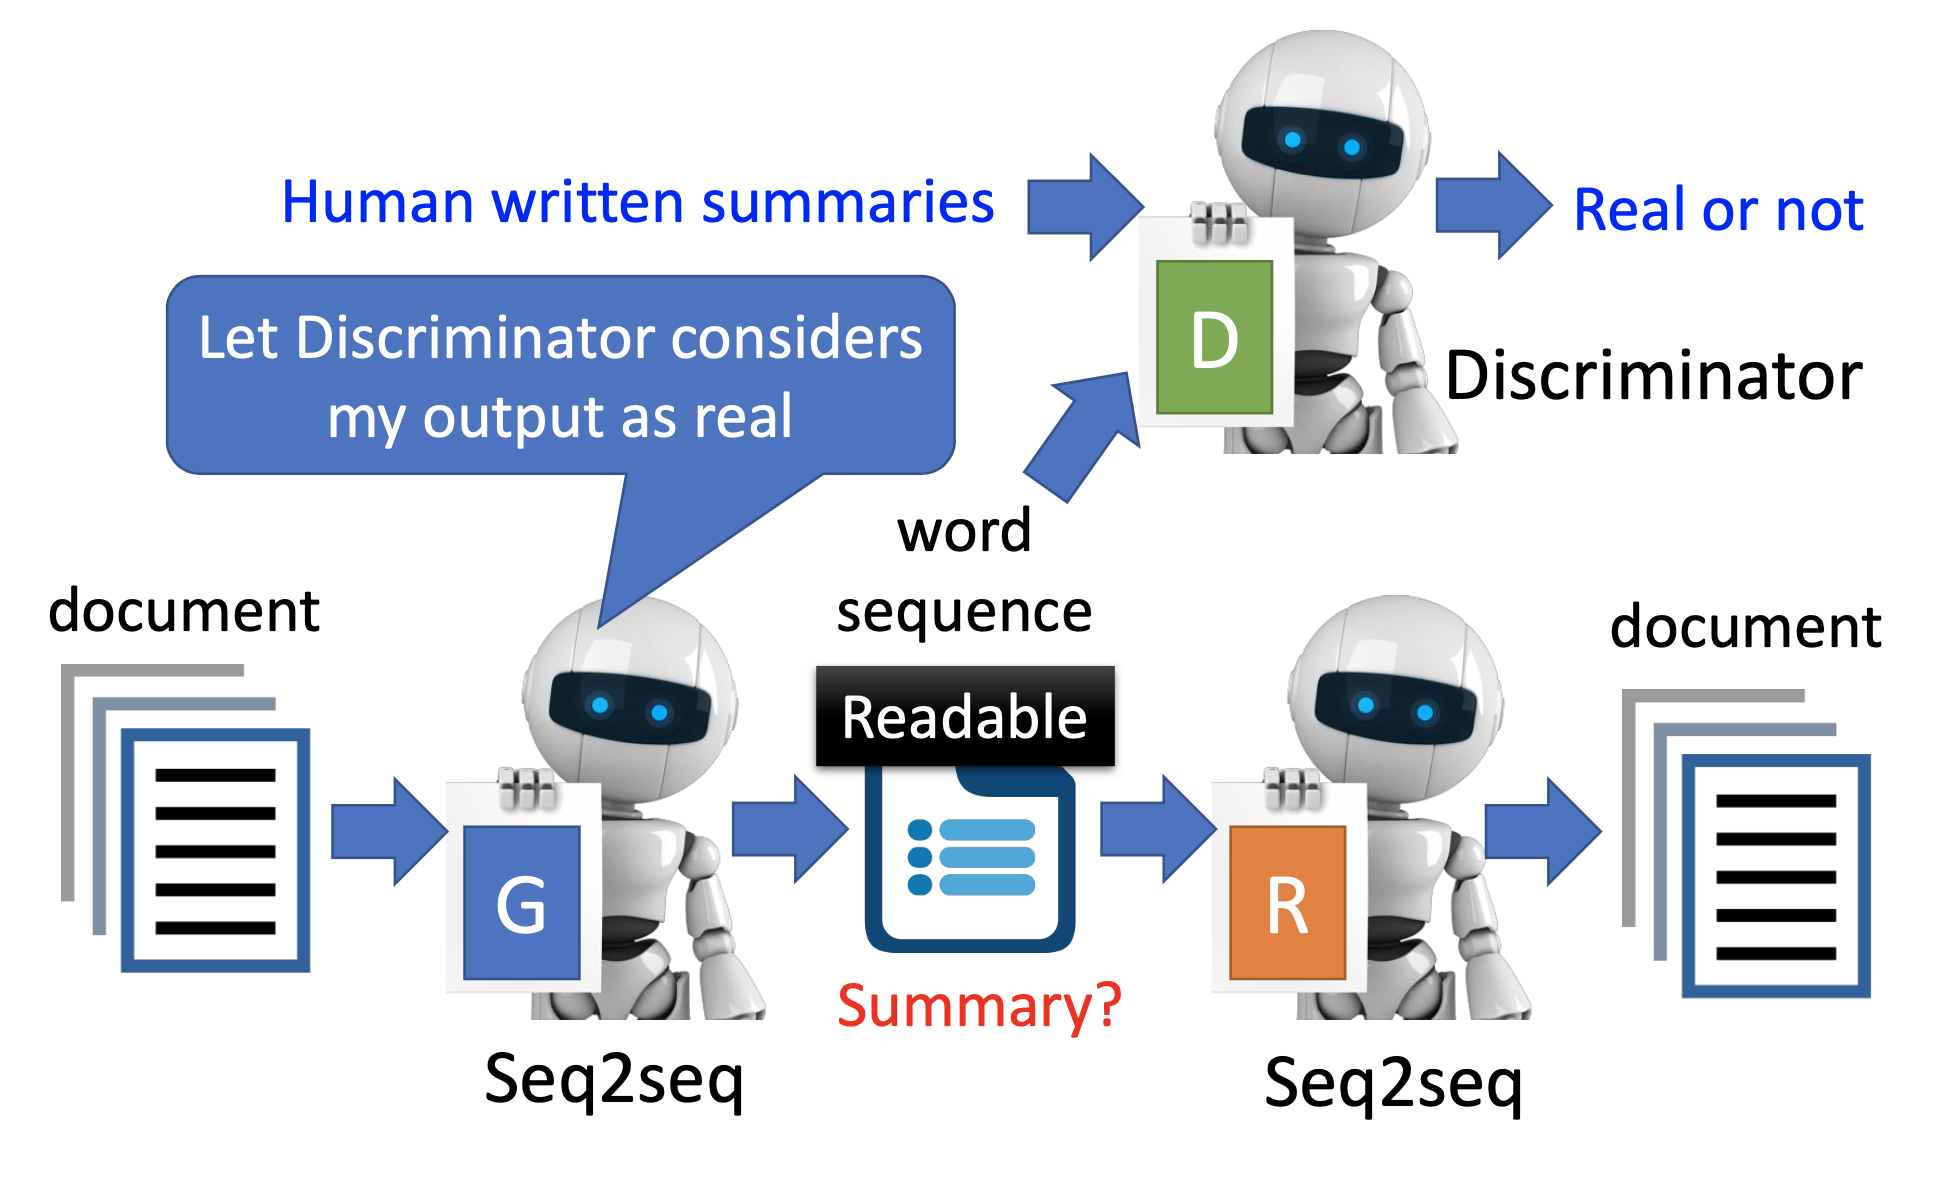 Human written summaries
Real or not
D
Let Discriminator considers
my output as real
Discriminator
word
sequence
document
document
Readable
G
R
Summary?
Seq2seq
Seq2seq